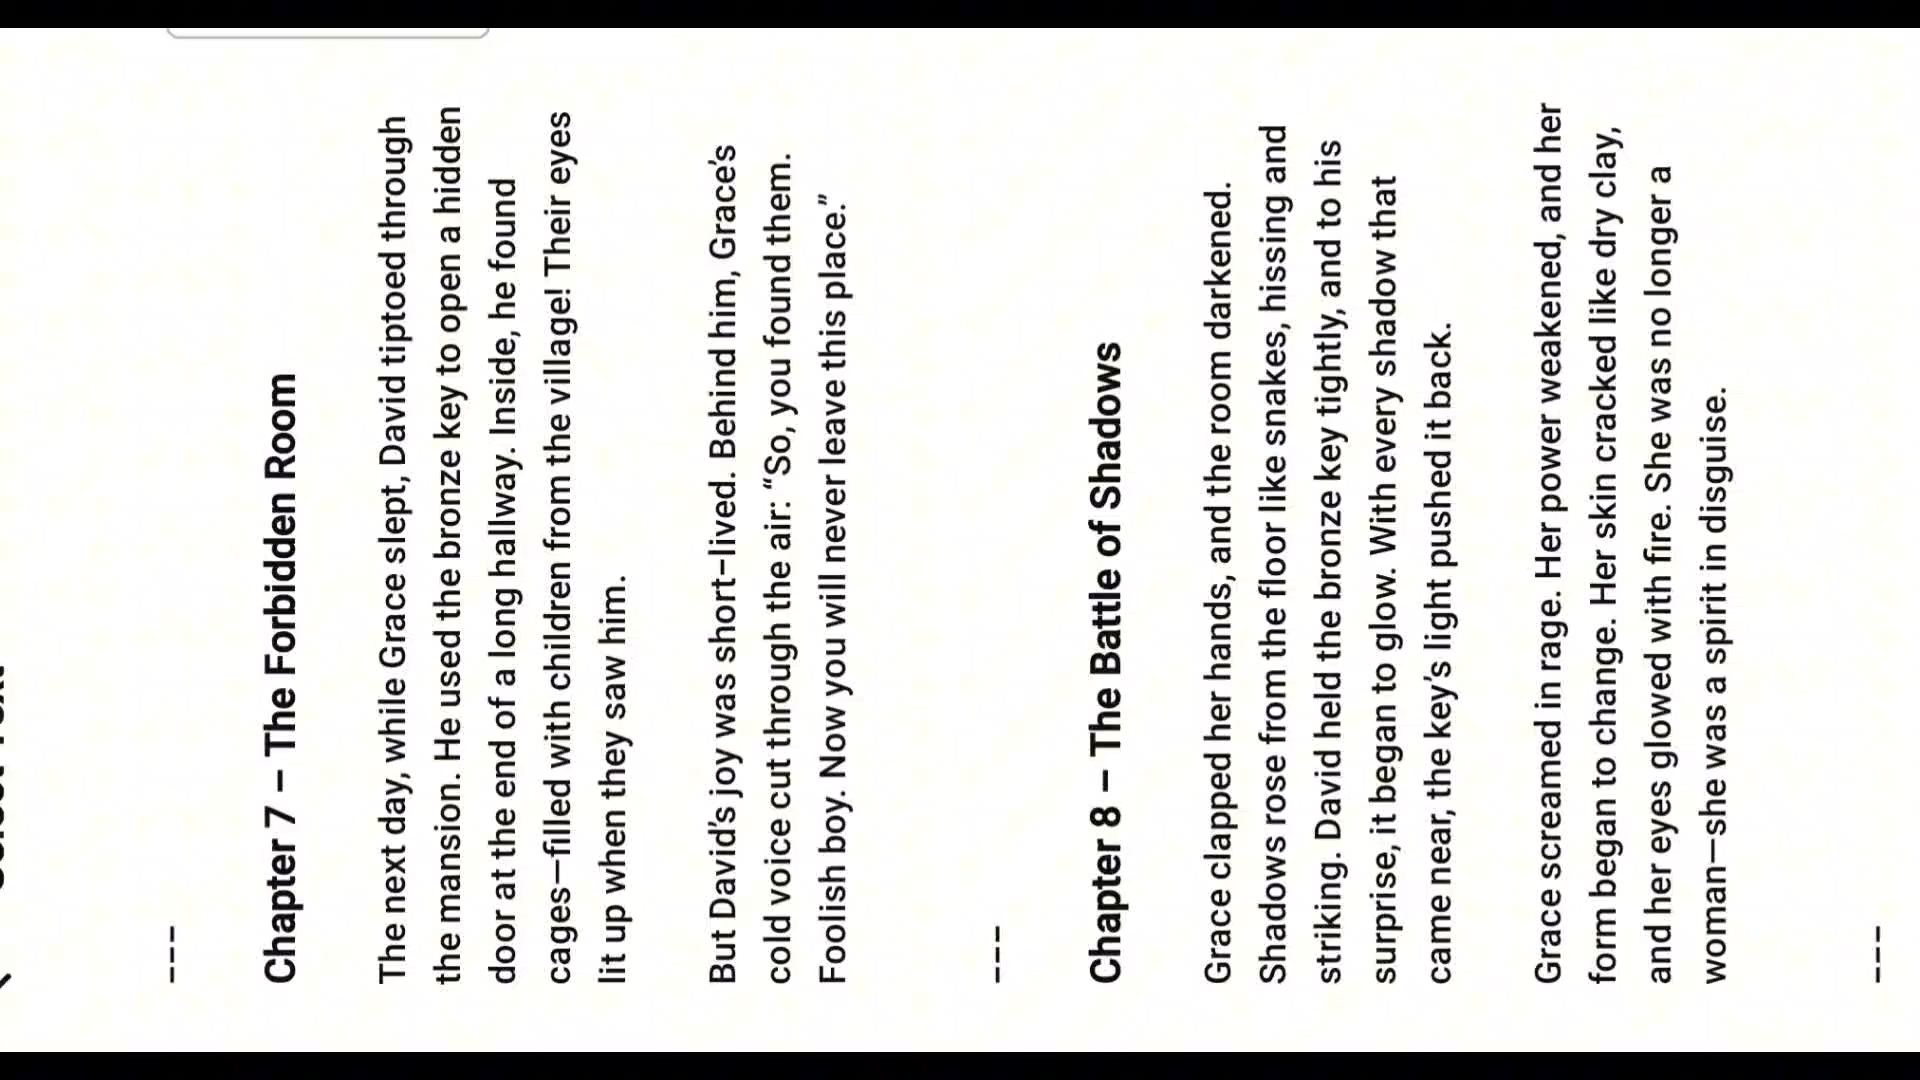 ---
Chapter 7 – The Forbidden Room
The next day, while Grace slept, David tiptoed through
the mansion. He used the bronze key to open a hidden
door at the end of a long hallway. Inside, he found
cages—filled with children from the village! Their eyes
lit up when they saw him.
But David's joy was short-lived. Behind him, Grace's
cold voice cut through the air: “So, you found them.
Foolish boy. Now you will never leave this place.”
---
Chapter 8 – The Battle of Shadows
Grace clapped her hands, and the room darkened.
Shadows rose from the floor like snakes, hissing and
striking. David held the bronze key tightly, and to his
surprise, it began to glow. With every shadow that
came near, the key's light pushed it back.
Grace screamed in rage. Her power weakened, and her
form began to change. Her skin cracked like dry clay,
and her eyes glowed with fire. She was no longer a
woman—she was a spirit in disguise.
---